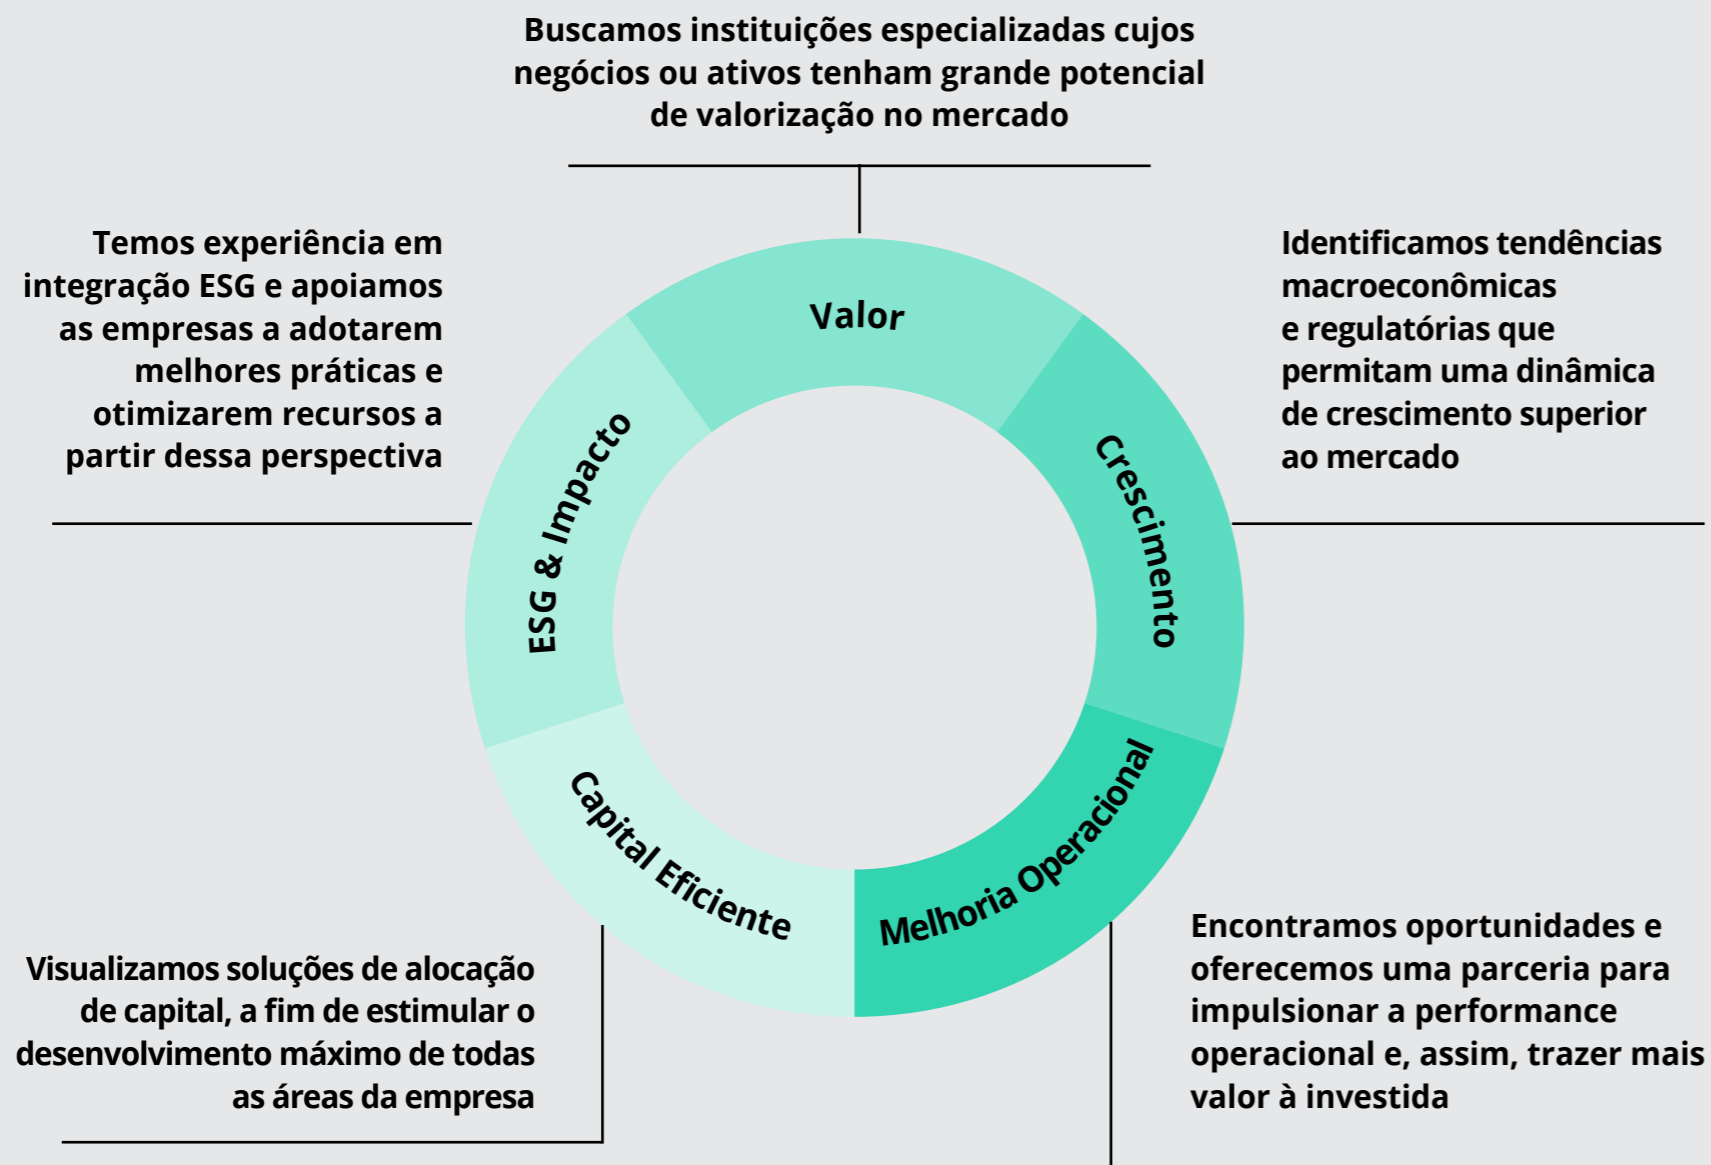 Buscamos instituições especializadas cujos
negócios ou ativos tenham grande potencial
de valorização no mercado
Temos experiência em
integração ESG e apoiamos
as empresas a adotarem
melhores práticas e
otimizarem recursos a
partir dessa perspectiva
Identificamos tendências
macroeconômicas
e regulatórias que
permitam uma dinâmica
de crescimento superior
ao mercado
Valor
ESG & Impacto
Crescimento
Capital Eficiente
Melhoria Operacional
Visualizamos soluções de alocação
de capital, a fim de estimular o
desenvolvimento máximo de todas
as áreas da empresa
Encontramos oportunidades e
oferecemos uma parceria para
impulsionar a performance
operacional e, assim, trazer mais
valor à investida